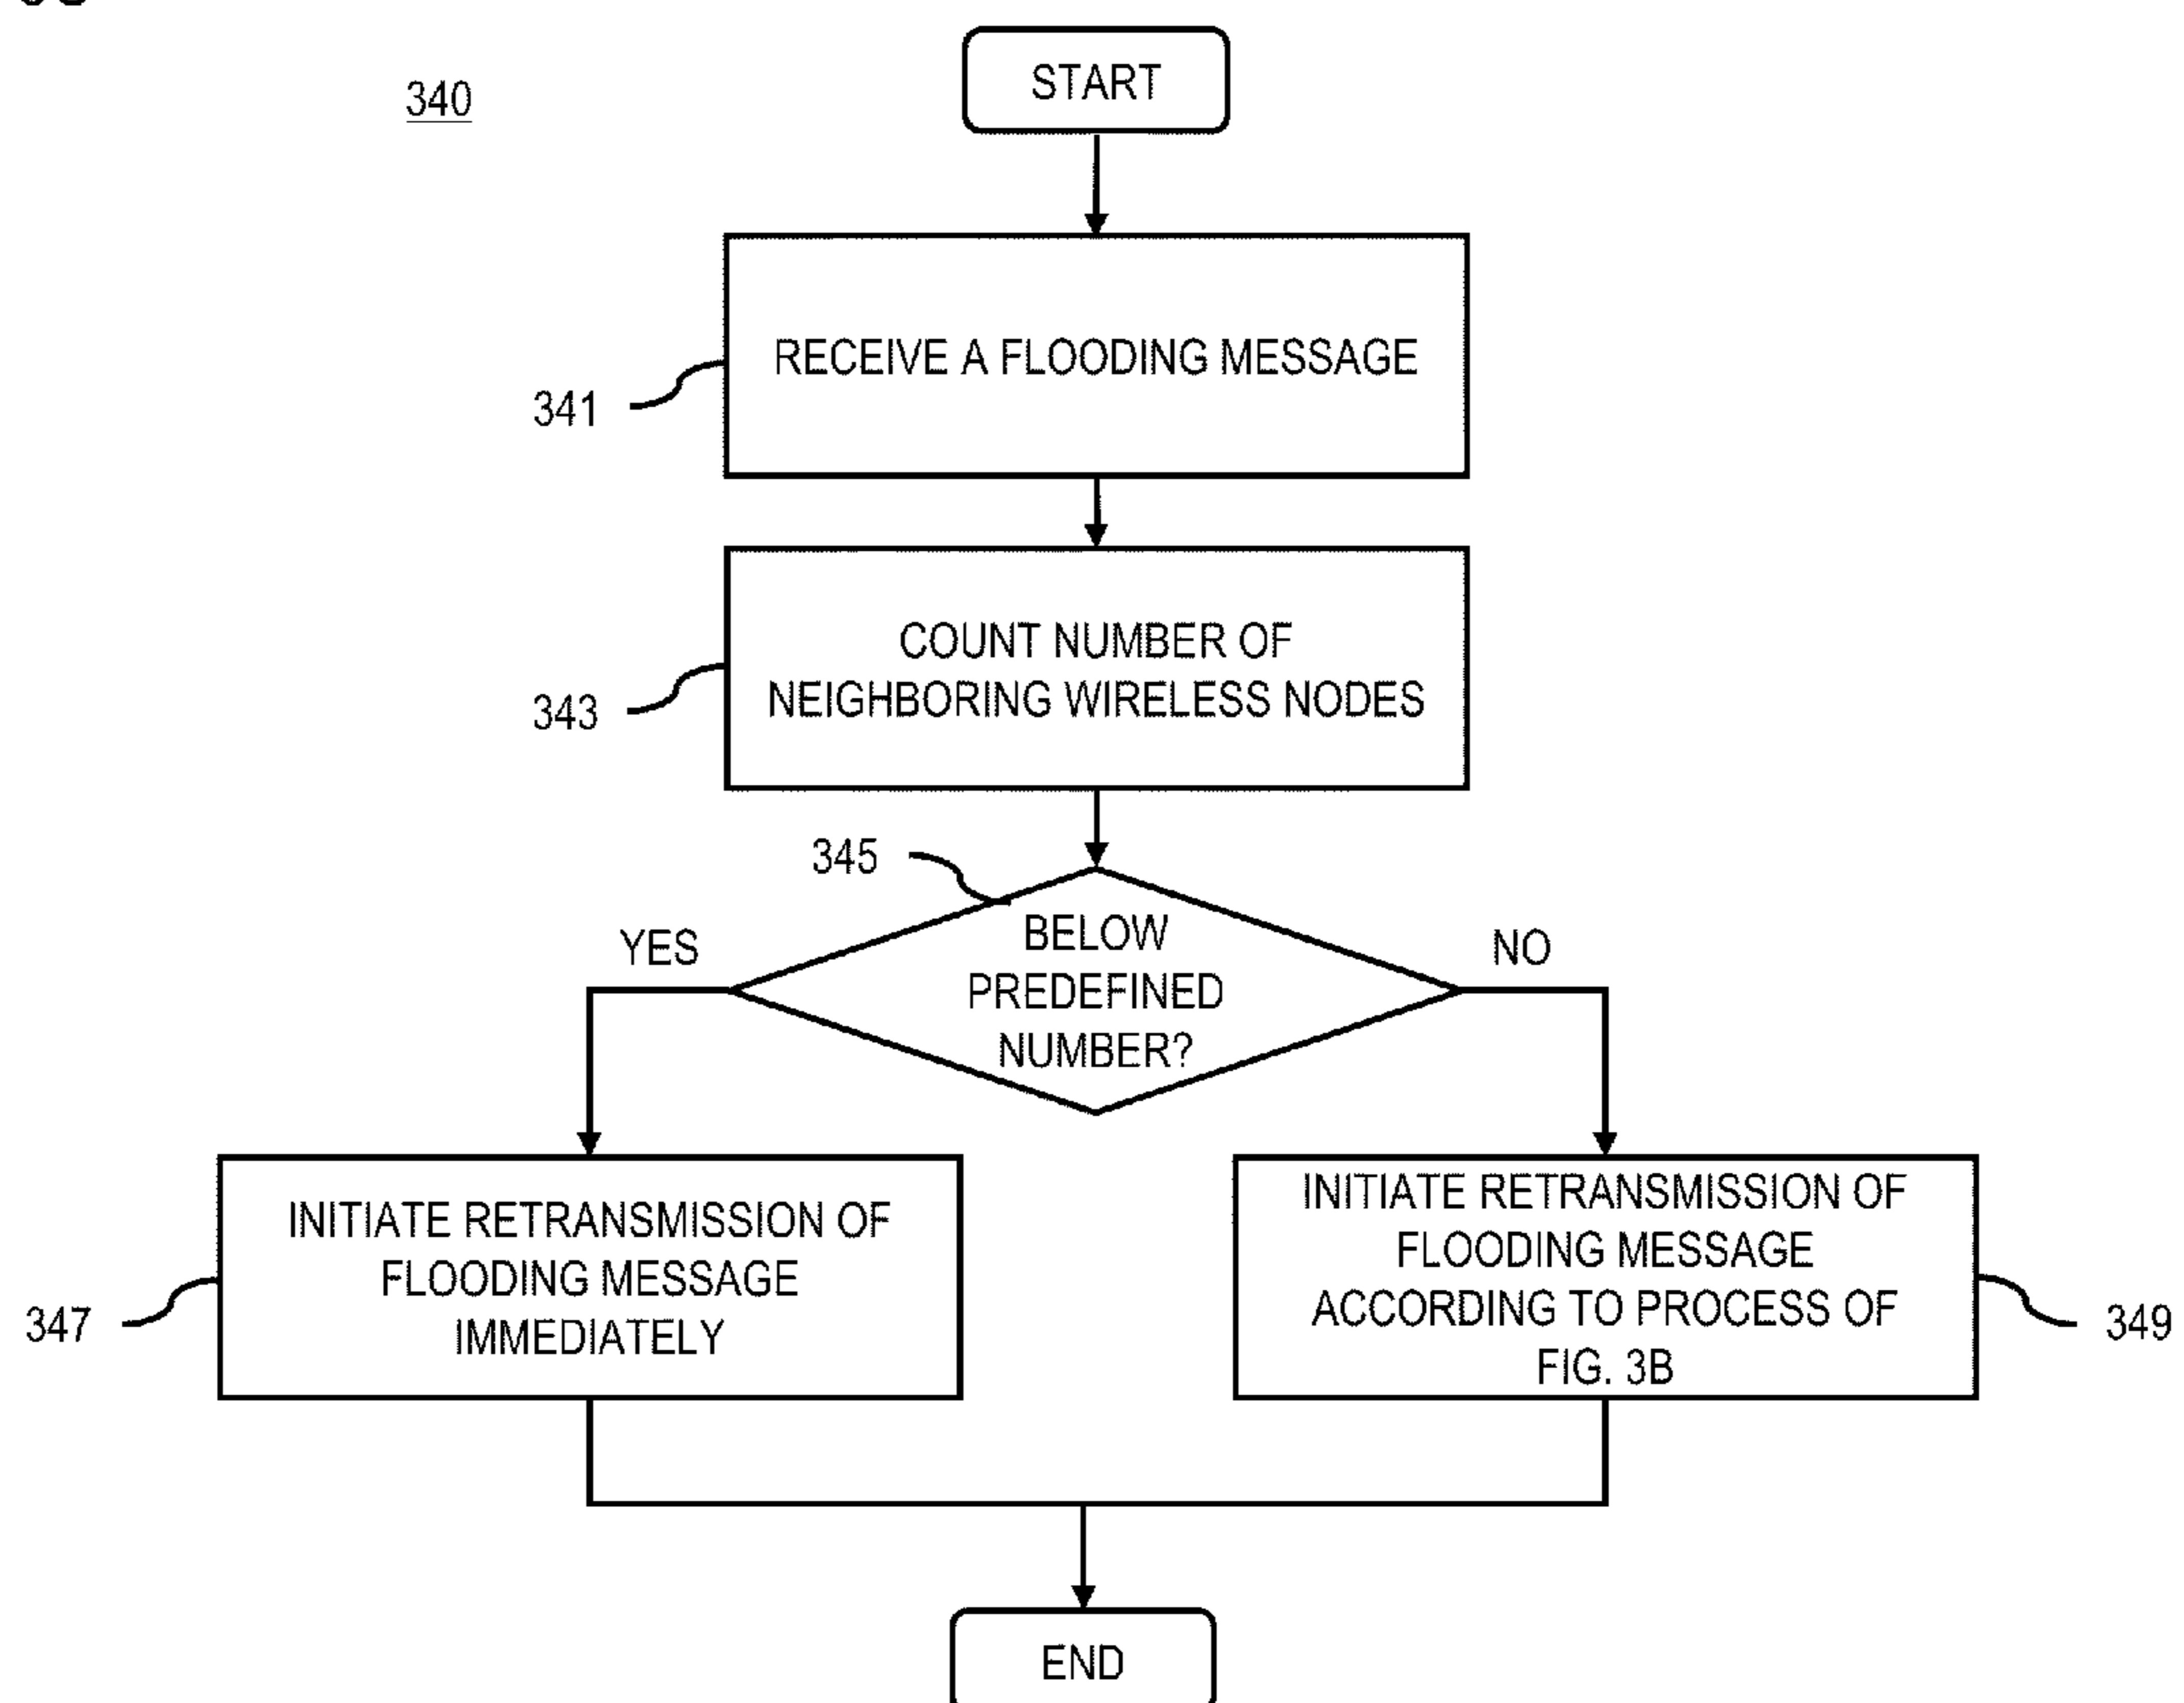 340
START
RECEIVE A FLOODING MESSAGE
341
COUNT NUMBER OF
NEIGHBORING WIRELESS NODES
343
345
BELOW
PREDEFINED
NUMBER?
YES
NO
INITIATE RETRANSMISSION OF
FLOODING MESSAGE
IMMEDIATELY
347
INITIATE RETRANSMISSION OF
FLOODING MESSAGE
ACCORDING TO PROCESS OF
FIG. 3B
349
END